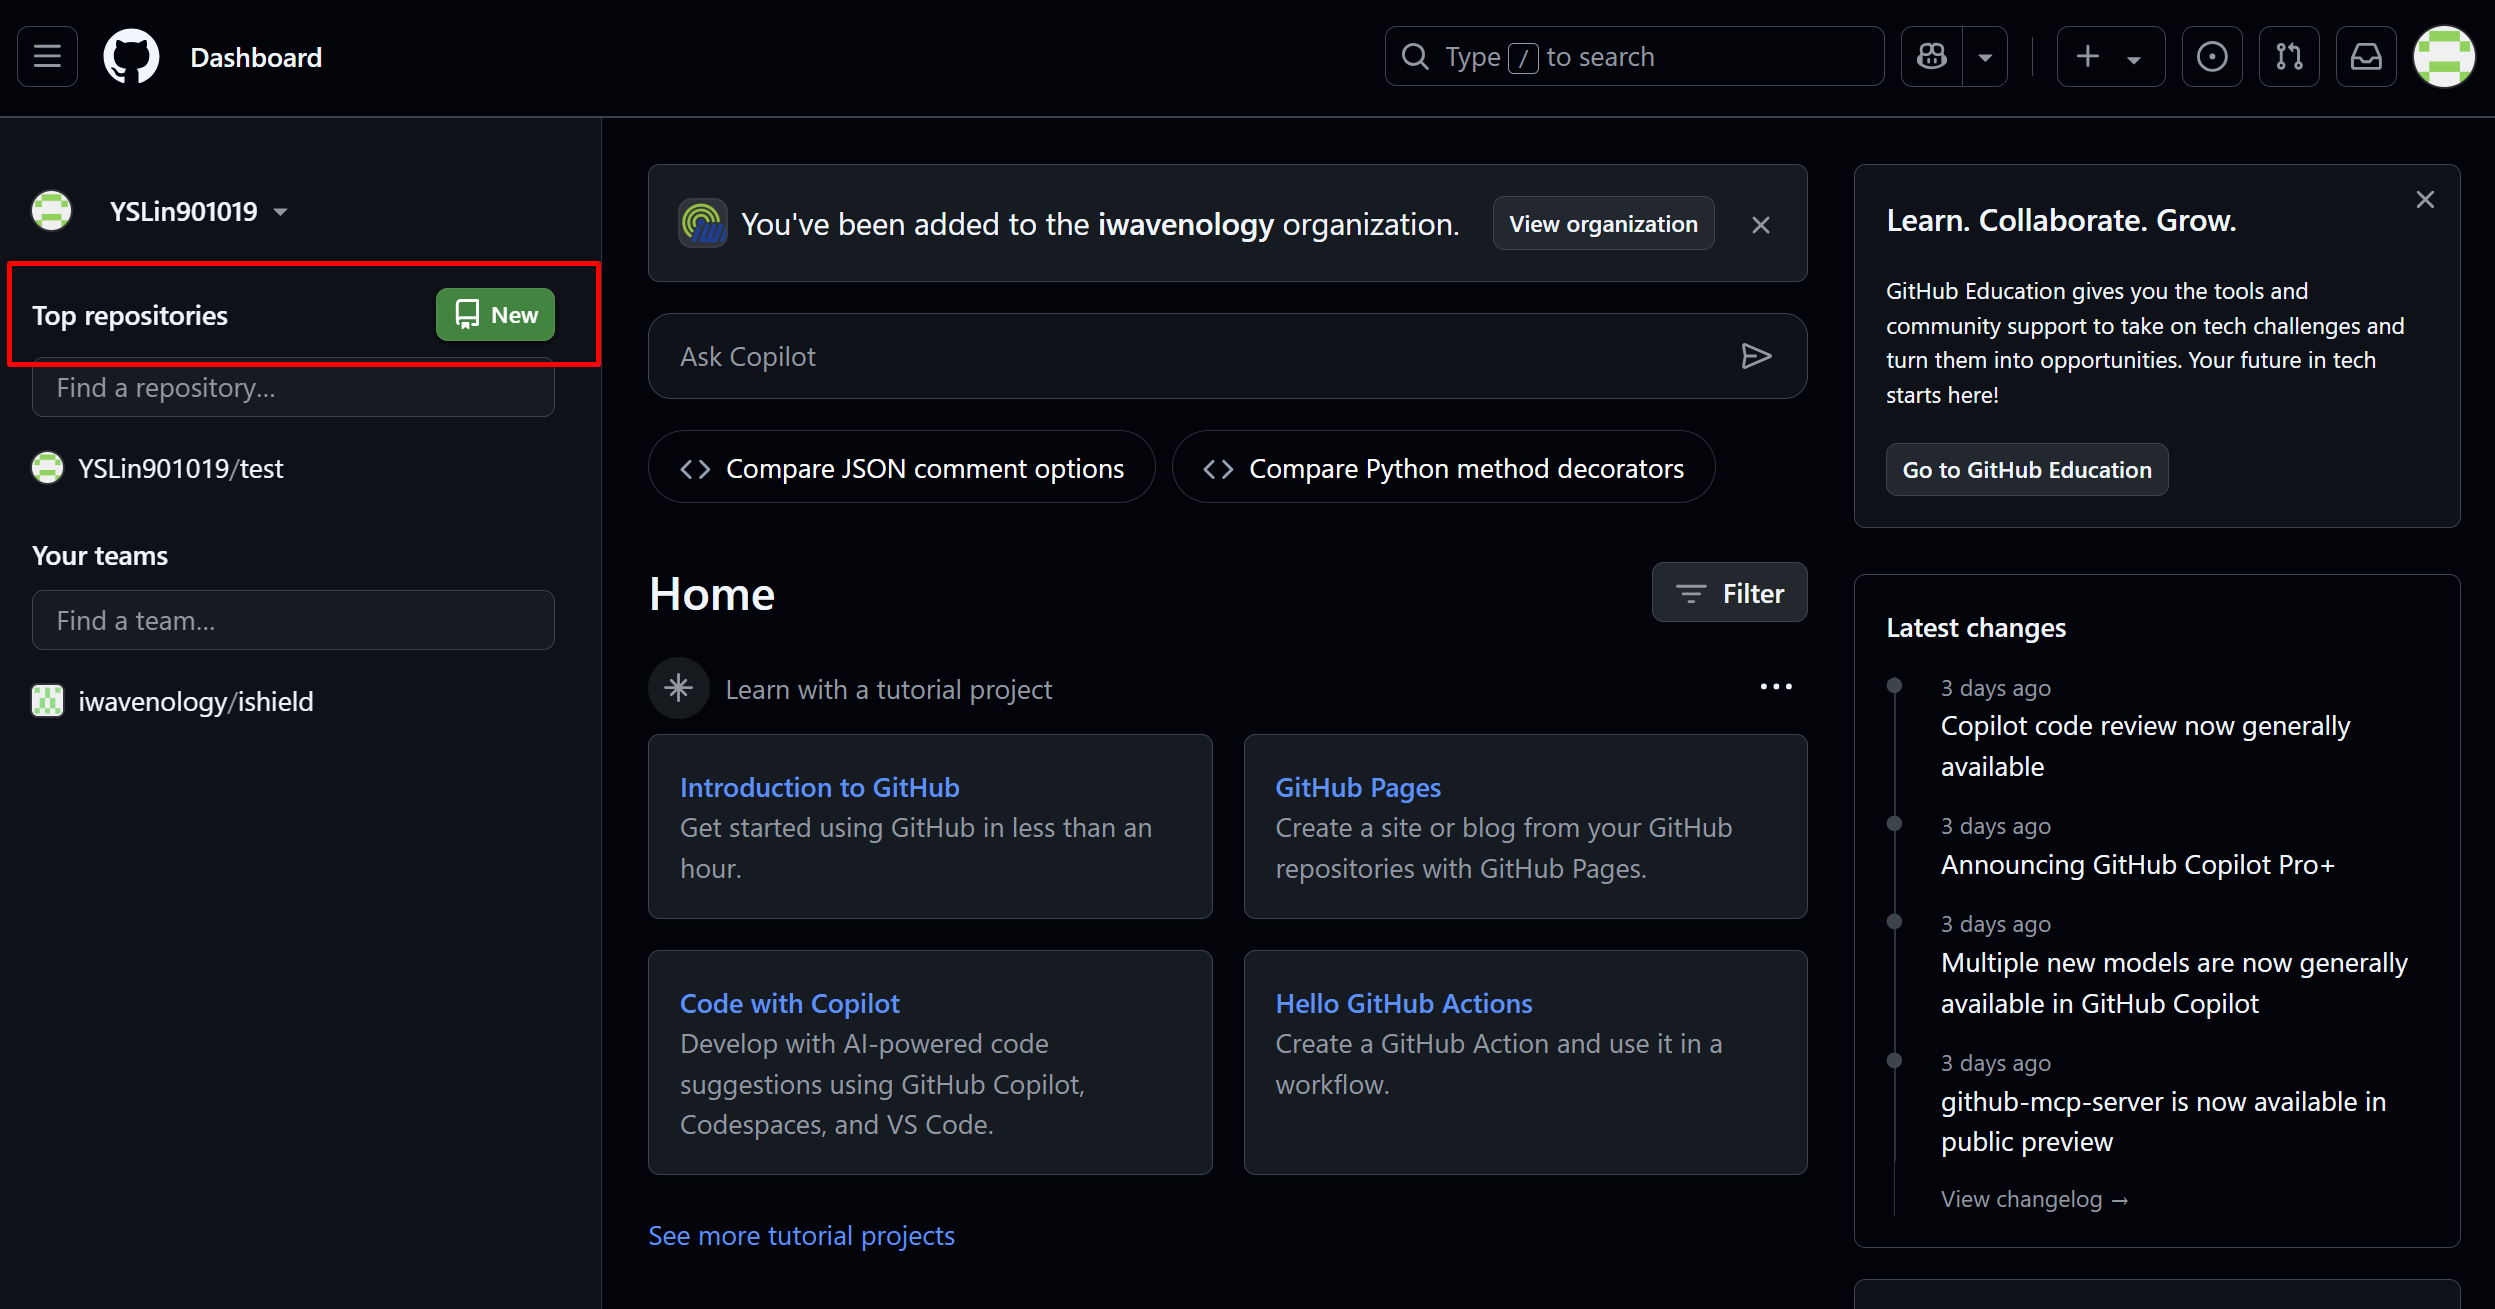 Dashboard
Type / to search
YSLin901019
Top repositories
New
Find a repository...
YSLin901019/test
Your teams
Find a team...
iwavenology/ishield
You've been added to the iwavenology organization.
View organization
Ask Copilot
Compare JSON comment options
Compare Python method decorators
Home
Filter
Learn with a tutorial project
Introduction to GitHub
Get started using GitHub in less than an
hour.
GitHub Pages
Create a site or blog from your GitHub
repositories with GitHub Pages.
Code with Copilot
Develop with AI-powered code
suggestions using GitHub Copilot,
Codespaces, and VS Code.
Hello GitHub Actions
Create a GitHub Action and use it in a
workflow.
See more tutorial projects
Learn. Collaborate. Grow.
GitHub Education gives you the tools and
community support to take on tech challenges and
turn them into opportunities. Your future in tech
starts here!
Go to GitHub Education
Latest changes
3 days ago
Copilot code review now generally
available
3 days ago
Announcing GitHub Copilot Pro+
3 days ago
Multiple new models are now generally
available in GitHub Copilot
3 days ago
github-mcp-server is now available in
public preview
View changelog →